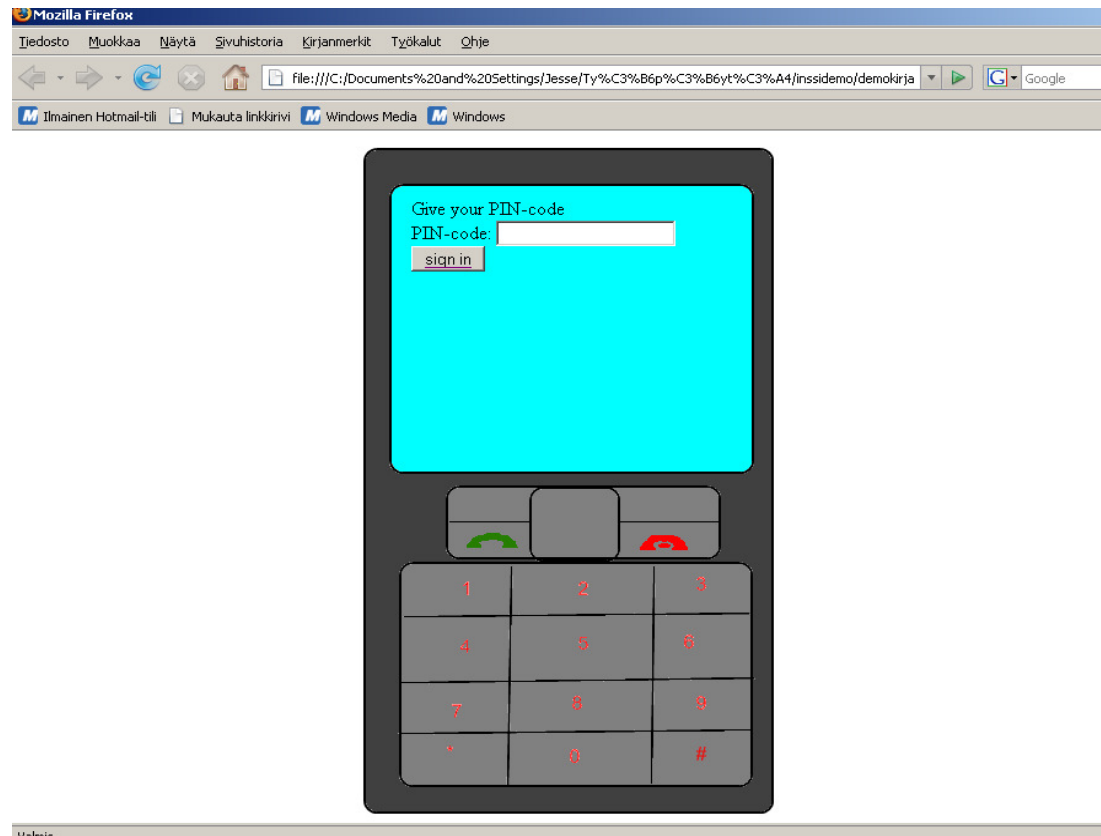 Mozilla Firefox
Tiedosto Muokkaa Näytä Sivuhistoria Kirjanmerkit Työkalut Ohje
file:///C:/Documents%20and%20Settings/Jesse/Ty%C3%B6p%C3%B6yt%C3%A4/inssidemo/demokirja G Google
Ilmainen Hotmail-tili Mukauta linkkirivi Windows Media Windows
Give your PIN-code
PIN-code:
sign in
1 2 3
4 5 6
7 8 9
* 0 #